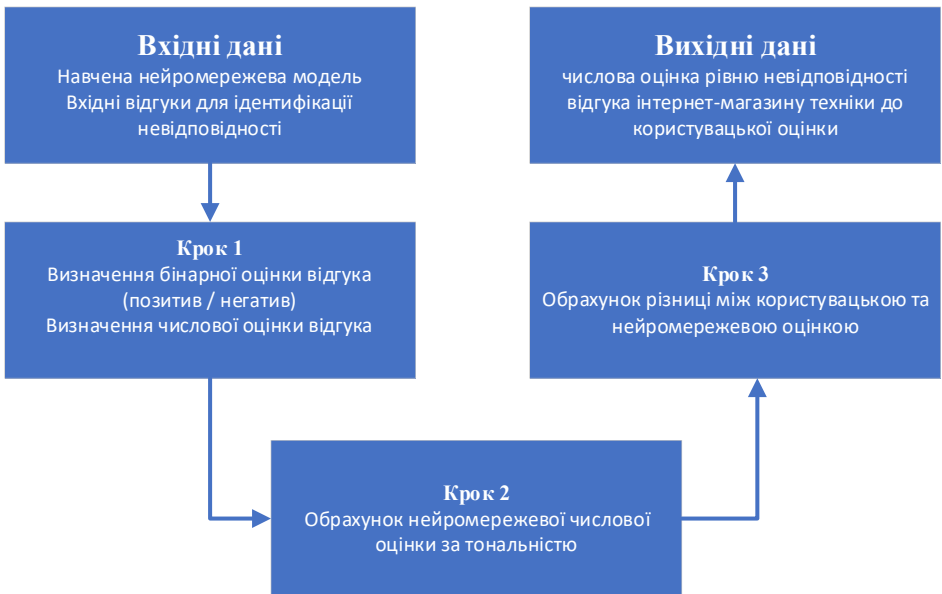 Вхідні дані
Навчена нейромережева модель
Вхідні відгуки для ідентифікації
невідповідності
Крок 1
Визначення бінарної оцінки відгука
(позитив / негатив)
Визначення числової оцінки відгука
Крок 2
Обрахунок нейромережевої числової
оцінки за тональністю
Крок 3
Обрахунок різниці між користувацькою та
нейромережевою оцінкою
Вихідні дані
числова оцінка рівню невідповідності
відгука інтернет-магазину техніки до
користувацької оцінки